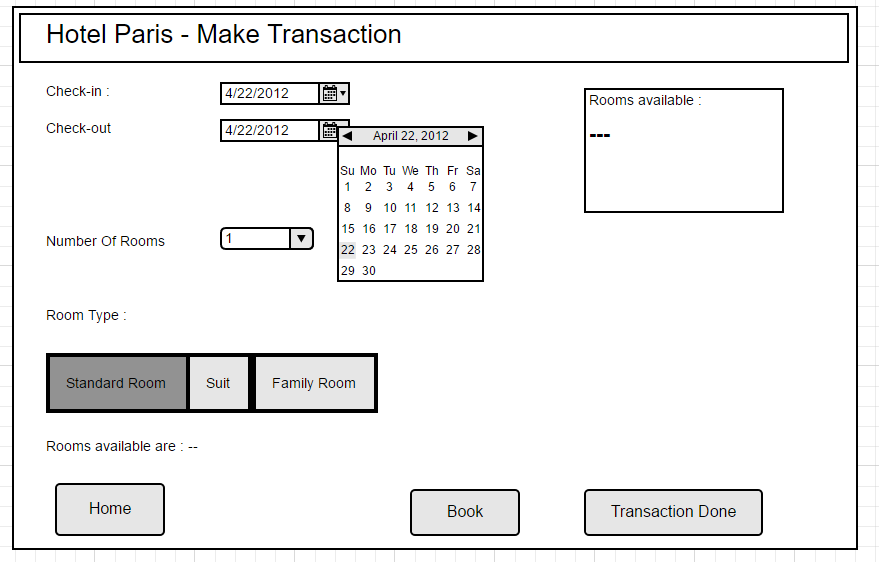 Hotel Paris - Make Transaction
Check-in :
4/22/2012
Rooms available :
---
Check-out
4/22/2012
April 22, 2012
Su Mo Tu We Th Fr Sa
1 2 3 4 5 6 7
8 9 10 11 12 13 14
15 16 17 18 19 20 21
22 23 24 25 26 27 28
29 30
Number Of Rooms
1
Room Type :
Standard Room
Suit
Family Room
Rooms available are : --
Home
Book
Transaction Done